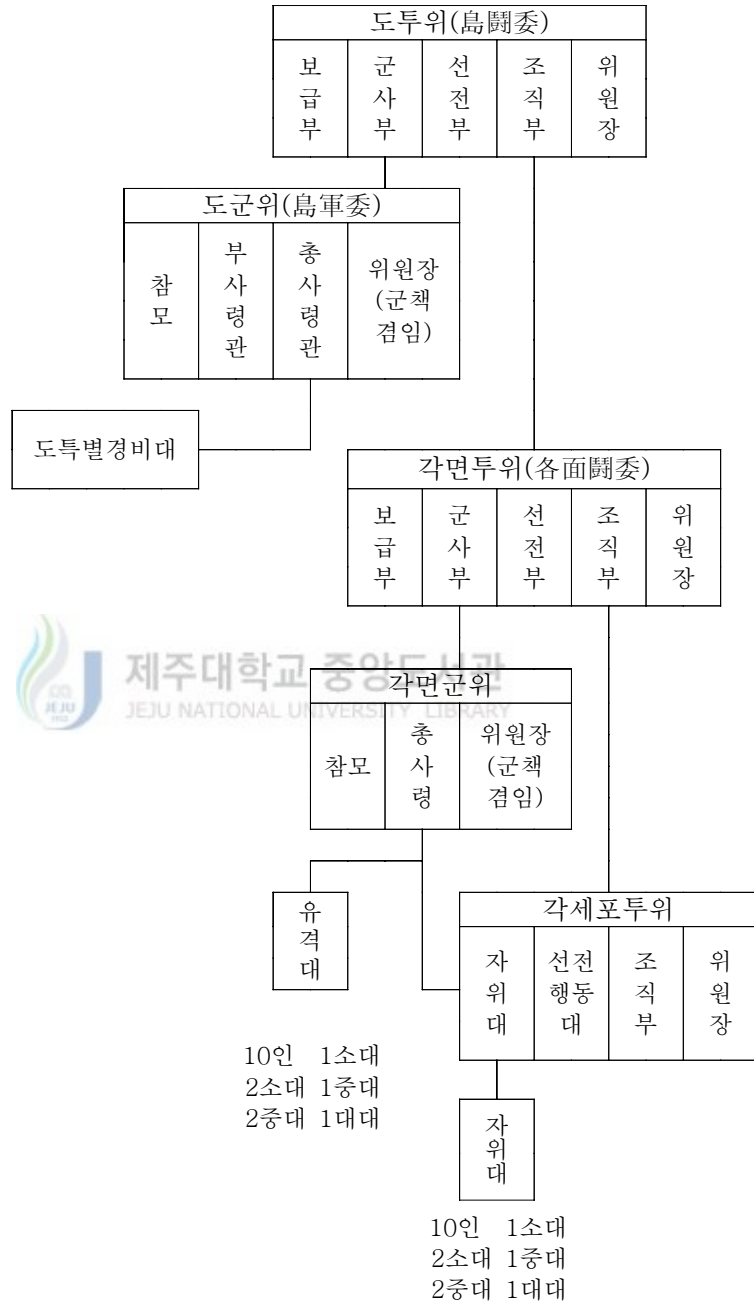 도투위(島鬪委)
보급부 군사부 선전부 조직부 위원장
도군위(島軍委)
참모 부사령관 총사령관 위원장(군책겸임)
도특별경비대
각면투위(各面鬪委)
보급부 군사부 선전부 조직부 위원장
제주대학교 중앙도서관
JEJU NATIONAL UNIVERSITY LIBRARY
JEJU
1952
각면군위
참모 총사령 위원장(군책겸임)
유격대
각세포투위
자위대 선전행동대 조직부 위원장
10인 1소대
2소대 1중대
2중대 1대대
자위대
10인 1소대
2소대 1중대
2중대 1대대